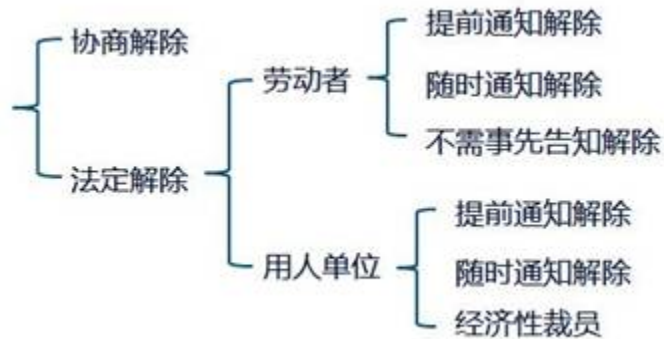 协商解除
法定解除
劳动者
提前通知解除
随时通知解除
不需事先告知解除
用人单位
提前通知解除
随时通知解除
经济性裁员